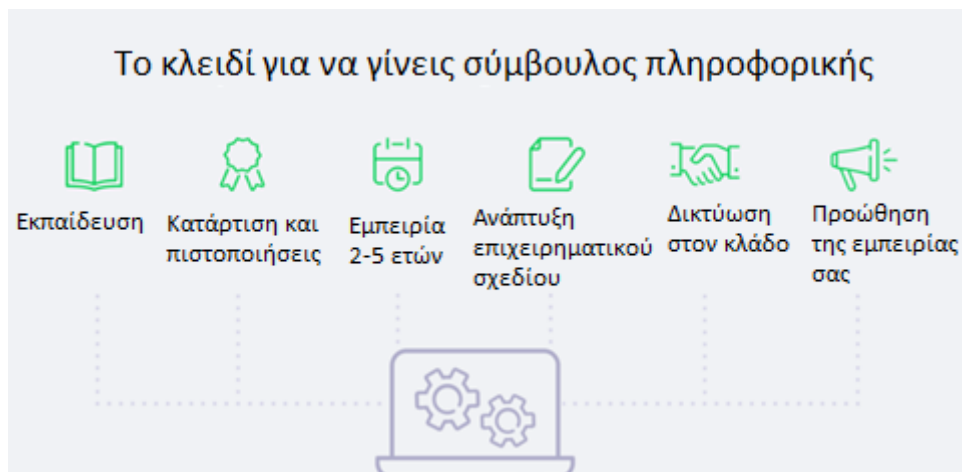 Το κλειδί για να γίνεις σύμβουλος πληροφορικής
Εκπαίδευση
Κατάρτιση και
πιστοποιήσεις
Εμπειρία
2-5 ετών
Ανάπτυξη
επιχειρηματικού
σχεδίου
Δικτύωση
στον κλάδο
Προώθηση
της εμπειρίας
σας